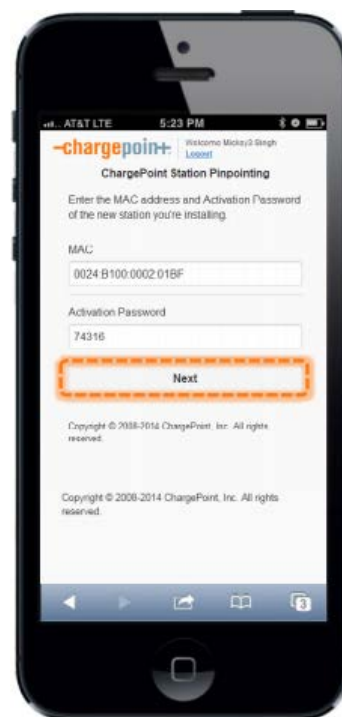 AT&T LTE 5:23 PM
-chargepoin+. Welcome Mickey3 Singh
Logout
ChargePoint Station Pinpointing
Enter the MAC address and Activation Password
of the new station you're installing.
MAC
0024:B100:0002:01BF
Activation Password
74316
Next
Copyright © 2008-2014 ChargePoint, Inc. All rights
reserved.
Copyright © 2008-2014 ChargePoint, Inc. All rights
reserved.
3